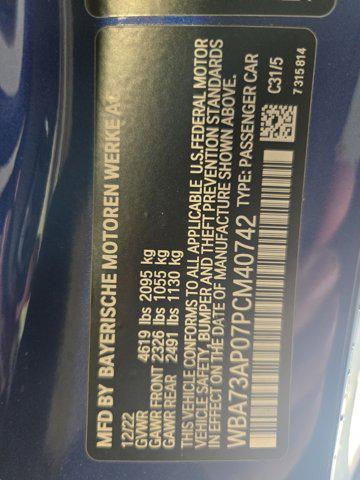 MFD BY BAYERISCHE MOTOREN WERKE AG
12/22
GVWR 4619 lbs 2095 kg
GAWR FRONT 2326 lbs 1055 kg
GAWR REAR 2491 lbs 1130 kg
THIS VEHICLE CONFORMS TO ALL APPLICABLE U.S.FEDERAL MOTOR
VEHICLE SAFETY, BUMPER AND THEFT PREVENTION STANDARDS
IN EFFECT ON THE DATE OF MANUFACTURE SHOWN ABOVE.
WBA73AP07PCM40742 TYPE: PASSENGER CAR
C31/5
7315814